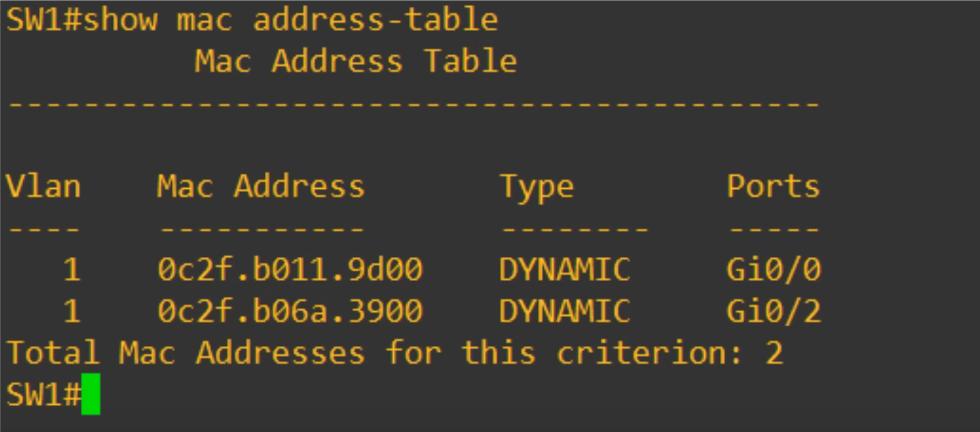 SW1#show mac address-table
          Mac Address Table
-------------------------------------------

Vlan    Mac Address       Type        Ports
----    -----------       --------    -----
   1    0c2f.b011.9d00    DYNAMIC     Gi0/0
   1    0c2f.b06a.3900    DYNAMIC     Gi0/2
Total Mac Addresses for this criterion: 2
SW1#